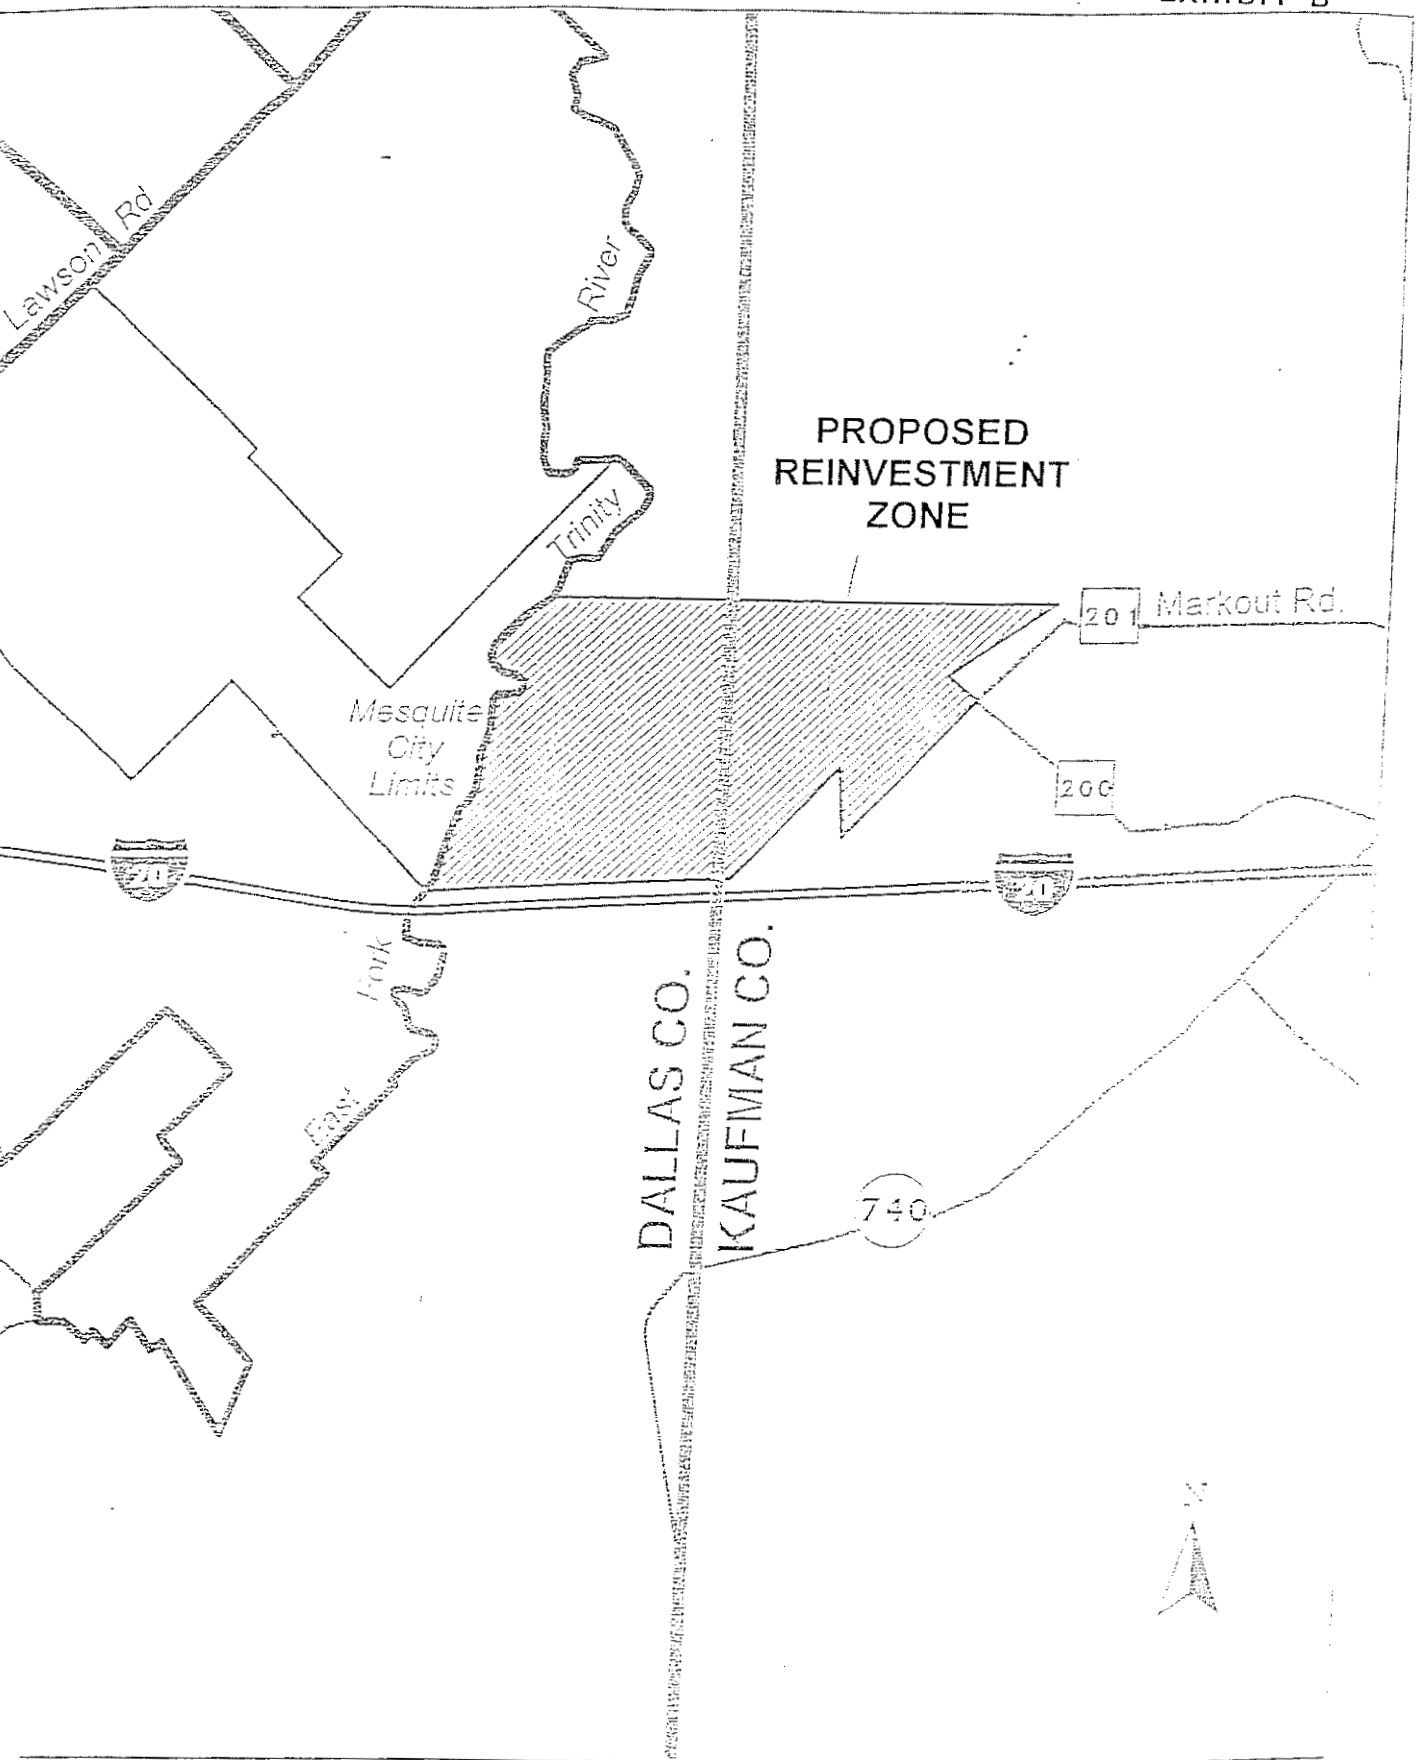 Lawson Rd
River
PROPOSED
REINVESTMENT
ZONE
Trinity
201
Markout Rd.
Mesquite
City
Limits
200
20
20
Fork
East
DALLAS CO.
KAUFMAN CO.
740
N